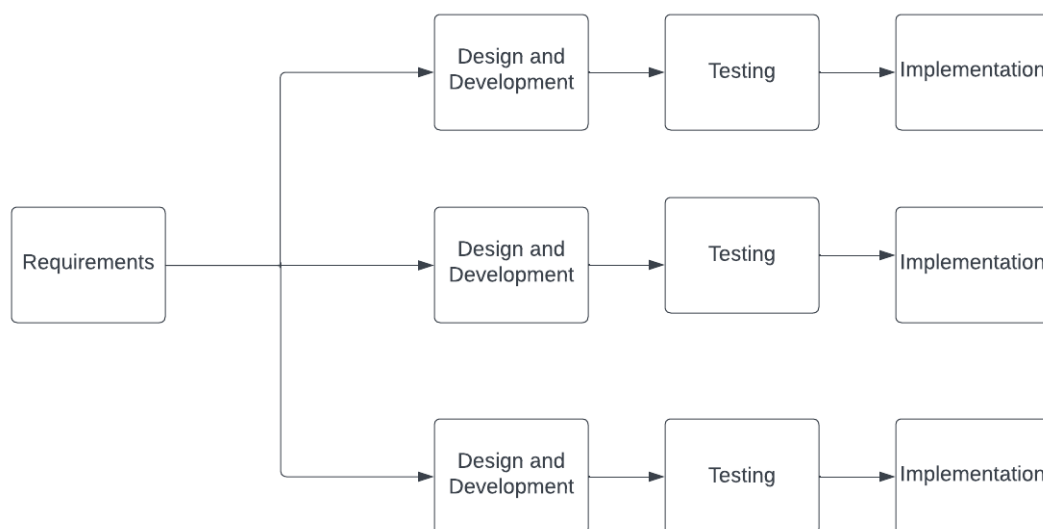 Design and
Development
Testing
Implementation
Requirements
Design and
Development
Testing
Implementation
Design and
Development
Testing
Implementation